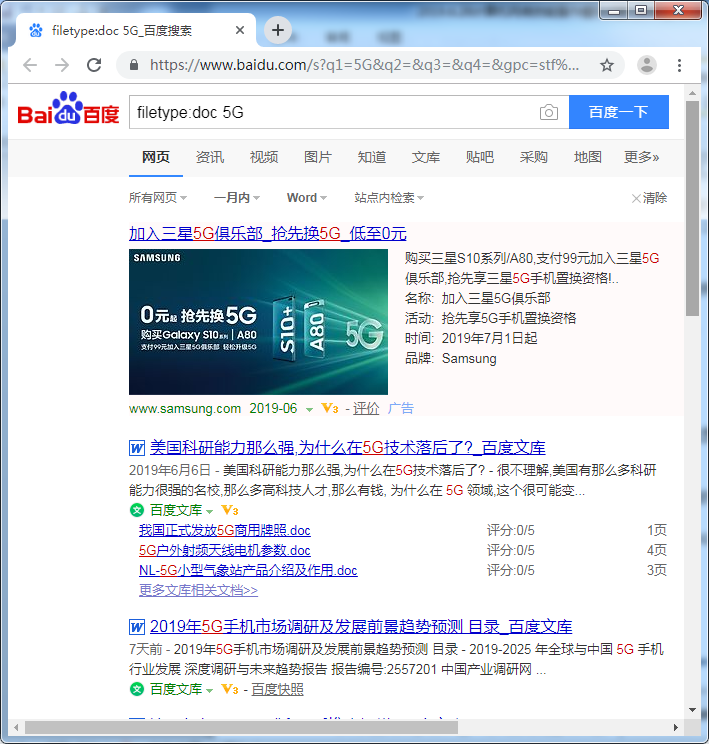 filetype:doc 5G_百度搜索
https://www.baidu.com/s?q1=5G&q2=&q3=&q4=&gpc=stf%...
Bai du 百度
filetype:doc 5G
百度一下
网页 资讯 视频 图片 知道 文库 贴吧 采购 地图 更多»
所有网页 一月内 Word 站点内检索 清除
加入三星5G俱乐部_抢先换5G_低至0元
SAMSUNG
0元起 抢先换5G
购买Galaxy S10系列 | A80
支付99元加入三星5G俱乐部 轻松升级5G
S10+
A80
5G
购买三星S10系列/A80,支付99元加入三星5G
俱乐部,抢先享三星5G手机置换资格!..
名称: 加入三星5G俱乐部
活动: 抢先享5G手机置换资格
时间: 2019年7月1日起
品牌: Samsung
www.samsung.com 2019-06 V3 - 评价 广告
W 美国科研能力那么强,为什么在5G技术落后了?_百度文库
2019年6月6日 - 美国科研能力那么强,为什么在5G技术落后了? - 很不理解,美国有那么多科研
能力很强的名校,那么多高科技人才,那么有钱, 为什么在 5G 领域,这个很可能变...
文 百度文库 V3
我国正式发放5G商用牌照.doc 评分:0/5 1页
5G户外射频天线电机参数.doc 评分:0/5 4页
NL-5G小型气象站产品介绍及作用.doc 评分:0/5 3页
更多文库相关文档>>
W 2019年5G手机市场调研及发展前景趋势预测 目录_百度文库
7天前 - 2019年5G手机市场调研及发展前景趋势预测 目录 - 2019-2025 年全球与中国 5G 手机
行业发展 深度调研与未来趋势报告 报告编号:2557201 中国产业调研网 ...
文 百度文库 V3 - 百度快照